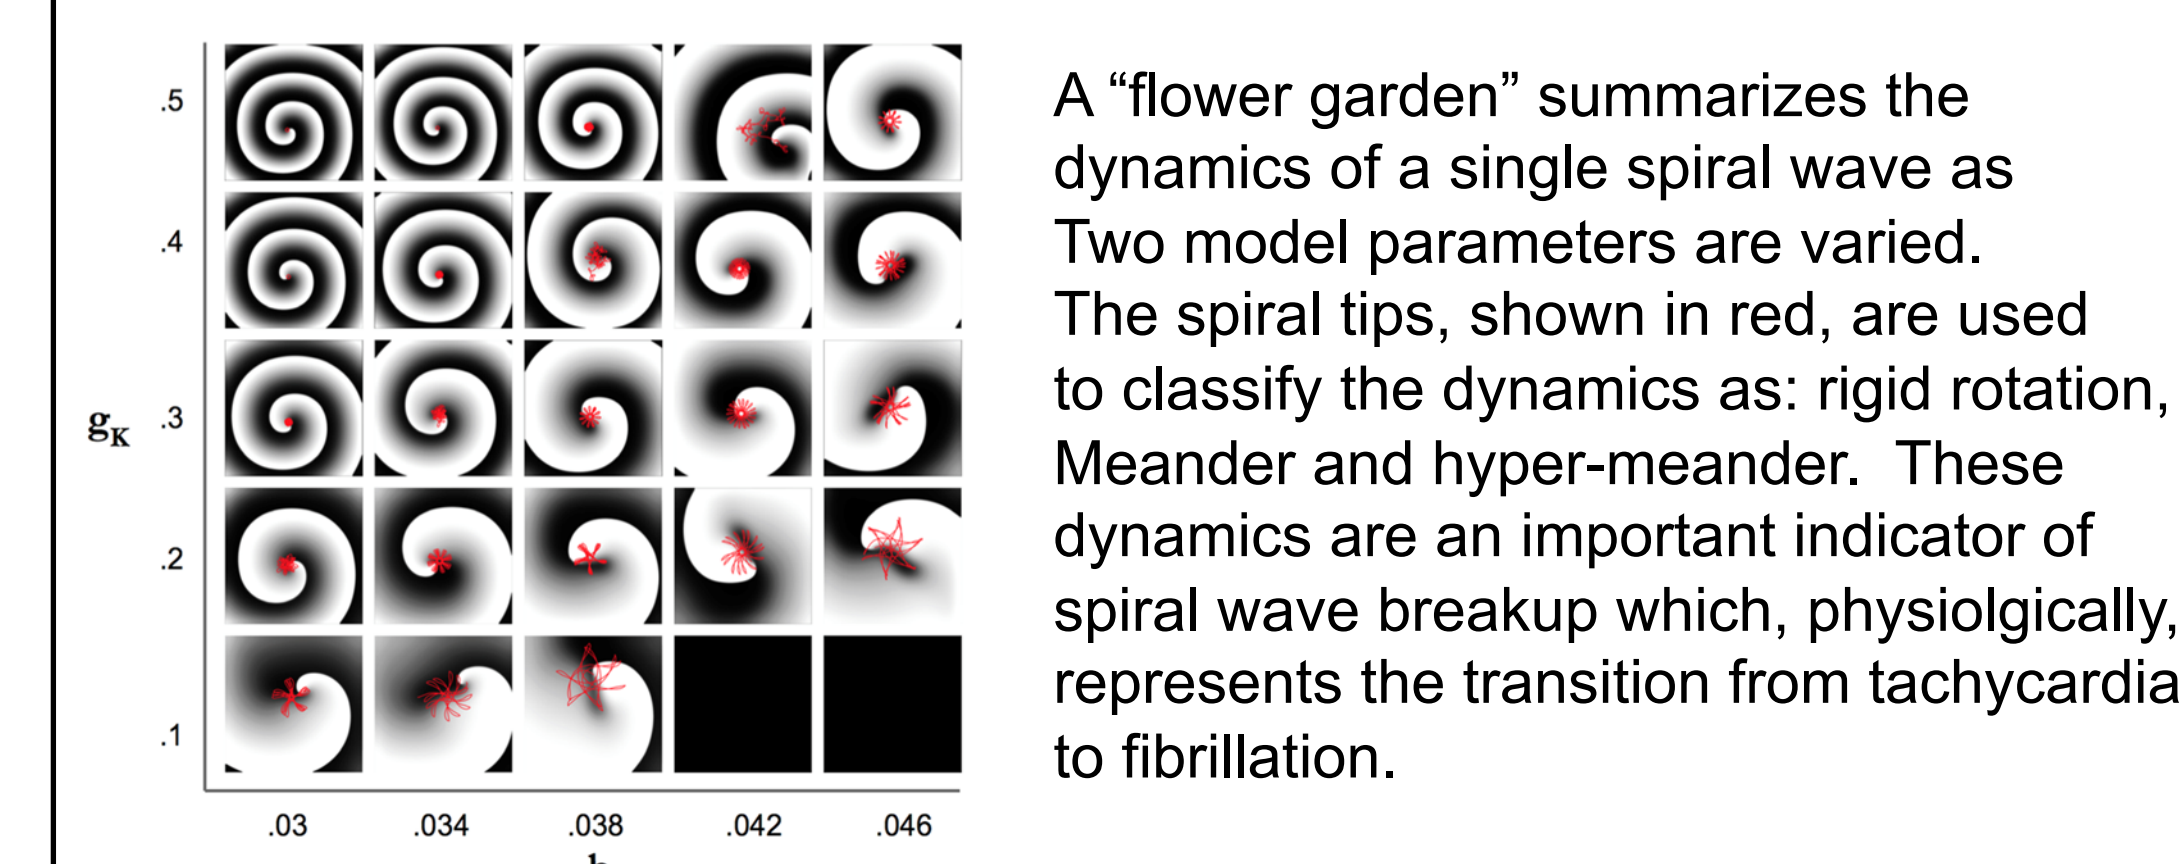 .5
.4
.3
.2
.1
g_K
.03 .034 .038 .042 .046
A “flower garden” summarizes the
dynamics of a single spiral wave as
Two model parameters are varied.
The spiral tips, shown in red, are used
to classify the dynamics as: rigid rotation,
Meander and hyper-meander.  These
dynamics are an important indicator of
spiral wave breakup which, physiolgically,
represents the transition from tachycardia
to fibrillation.